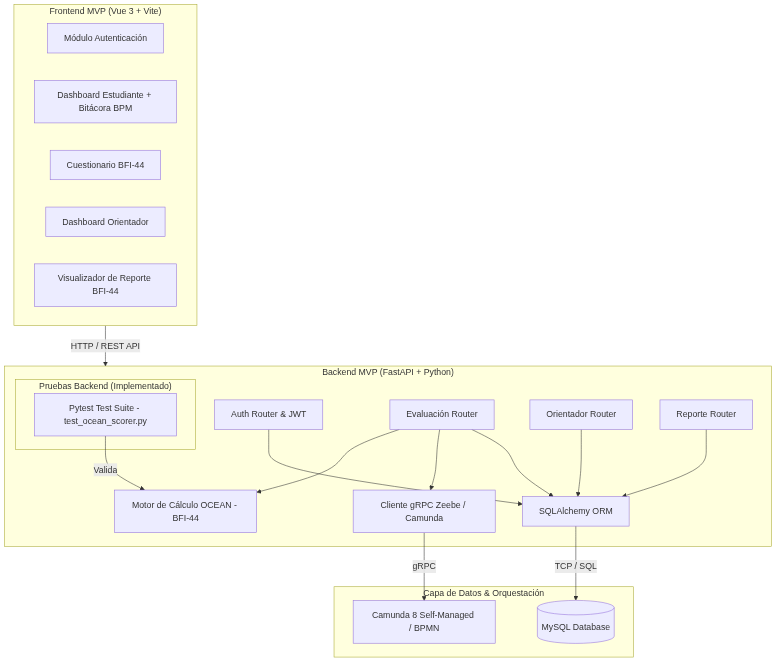 Frontend MVP (Vue 3 + Vite)
Módulo Autenticación
Dashboard Estudiante +
Bitácora BPM
Cuestionario BFI-44
Dashboard Orientador
Visualizador de Reporte
BFI-44
HTTP / REST API
Backend MVP (FastAPI + Python)
Pruebas Backend (Implementado)
Pytest Test Suite -
test_ocean_scorer.py
Auth Router & JWT
Evaluación Router
Orientador Router
Reporte Router
Valida
Motor de Cálculo OCEAN -
BFI-44
Cliente gRPC Zeebe /
Camunda
SQLAlchemy ORM
gRPC
TCP / SQL
Capa de Datos & Orquestación
Camunda 8 Self-Managed
/ BPMN
MySQL Database